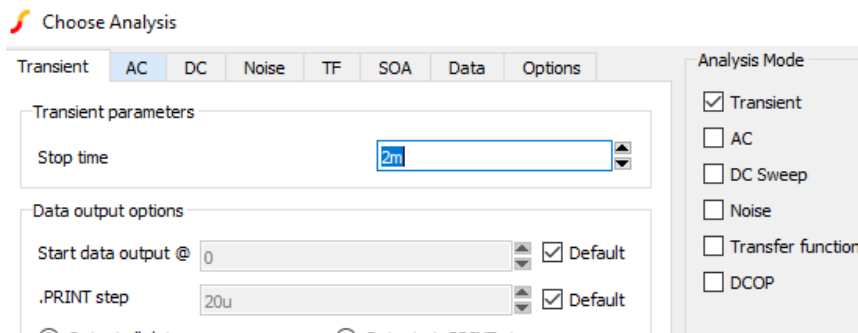 Choose Analysis
Transient AC DC Noise TF SOA Data Options
Transient parameters
Stop time 2m
Data output options
Start data output @ 0 Default
.PRINT step 20u Default
Analysis Mode
Transient
AC
DC Sweep
Noise
Transfer function
DCOP